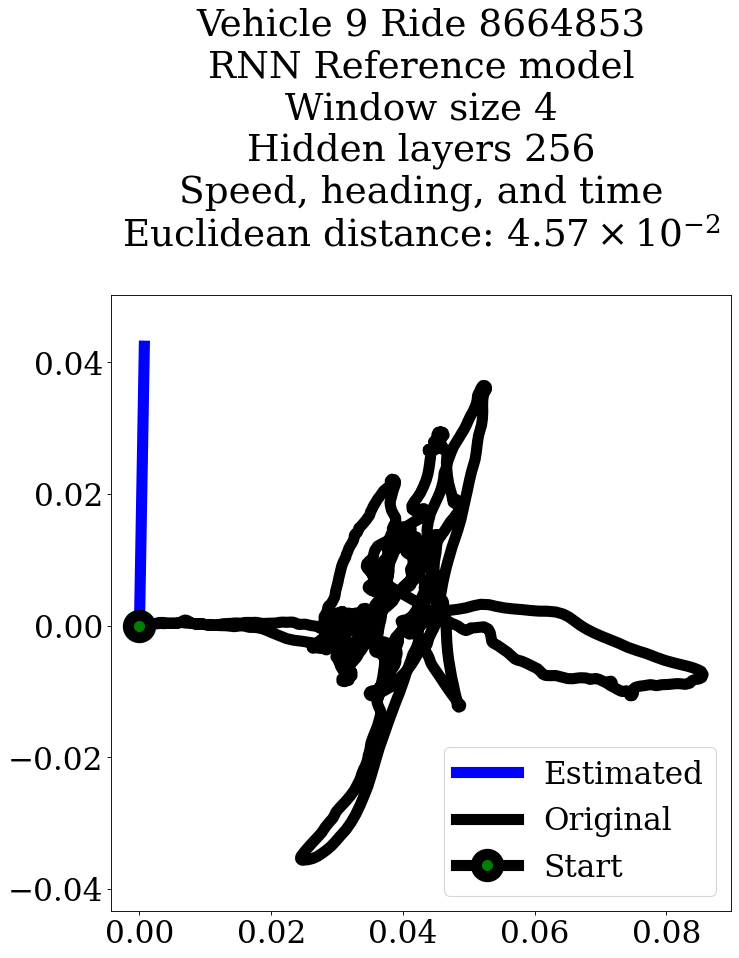 Vehicle 9 Ride 8664853
RNN Reference model
Window size 4
Hidden layers 256
Speed, heading, and time
Euclidean distance: 4.57 × 10⁻²
0.04
0.02
0.00
−0.02
−0.04
Estimated
Original
Start
0.00 0.02 0.04 0.06 0.08